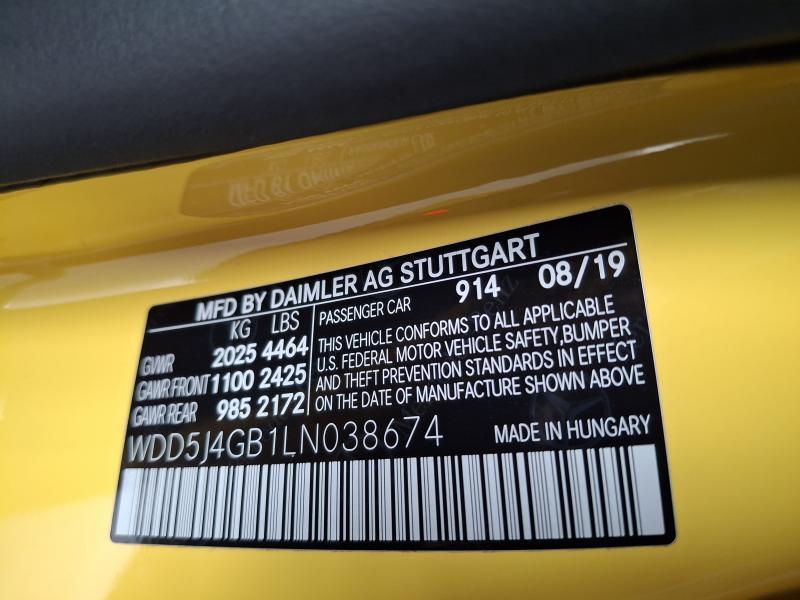 MFD BY DAIMLER AG STUTTGART
KG LBS
GVWR 2025 4464
GAWR FRONT 1100 2425
GAWR REAR 985 2172
PASSENGER CAR 914 08/19
THIS VEHICLE CONFORMS TO ALL APPLICABLE
U.S. FEDERAL MOTOR VEHICLE SAFETY,BUMPER
AND THEFT PREVENTION STANDARDS IN EFFECT
ON THE DATE OF MANUFACTURE SHOWN ABOVE
WDD5J4GB1LN038674
MADE IN HUNGARY